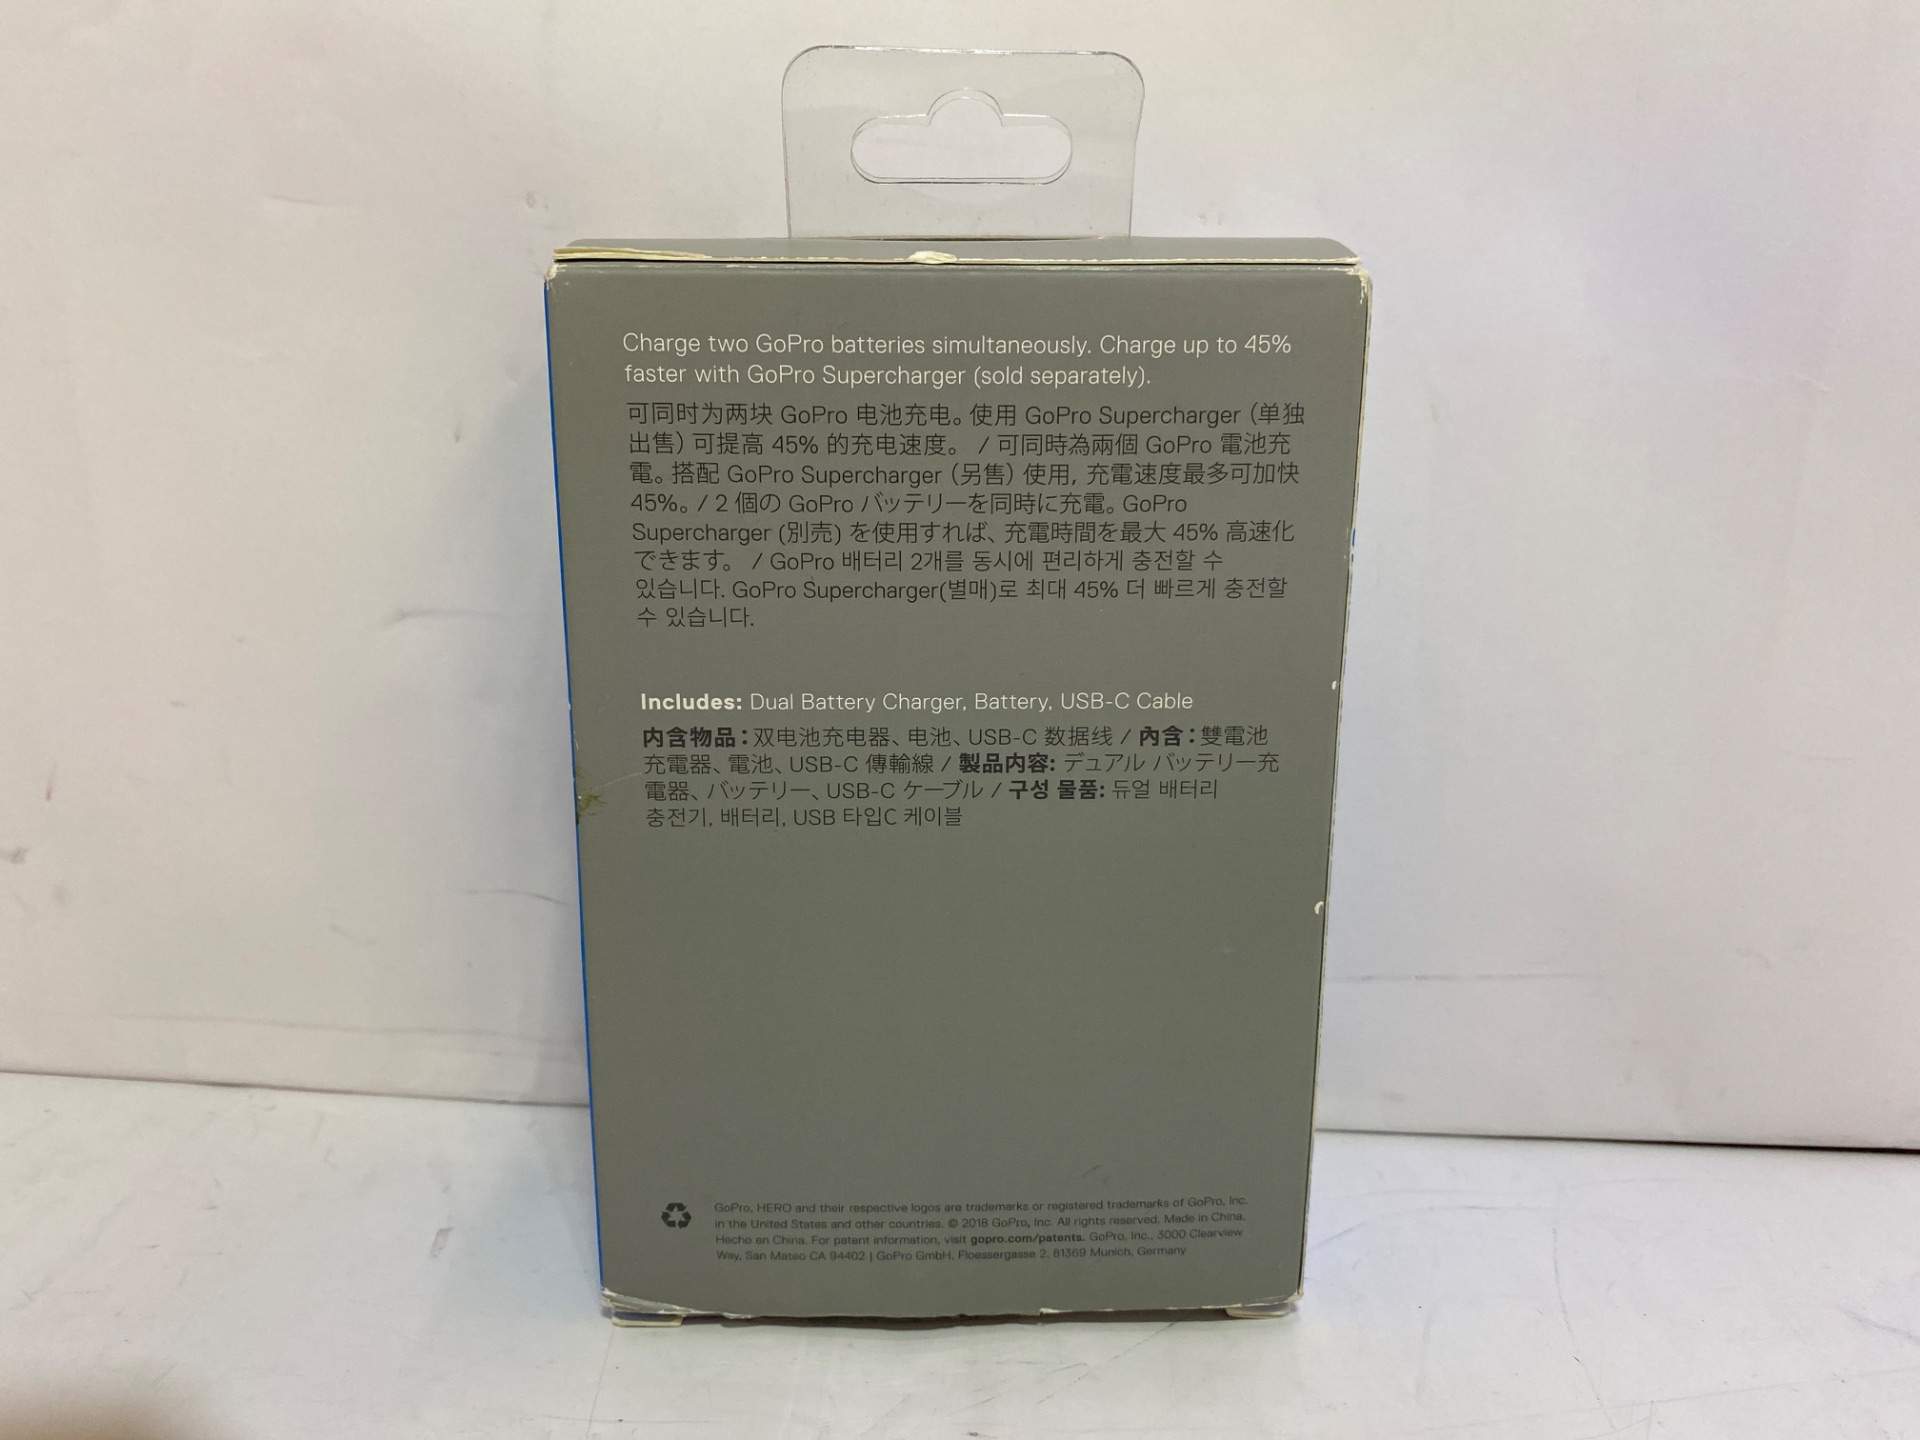 Charge two GoPro batteries simultaneously. Charge up to 45%
faster with GoPro Supercharger (sold separately).
可同时为两块 GoPro 电池充电。使用 GoPro Supercharger（单独
出售）可提高 45% 的充电速度。 / 可同時為兩個 GoPro 電池充
電。搭配 GoPro Supercharger（另售）使用, 充電速度最多可加快
45%。/ 2 個の GoPro バッテリーを同時に充電。GoPro
Supercharger (別売) を使用すれば、充電時間を最大 45% 高速化
できます。 / GoPro 배터리 2개를 동시에 편리하게 충전할 수
있습니다. GoPro Supercharger(별매)로 최대 45% 더 빠르게 충전할
수 있습니다.
Includes: Dual Battery Charger, Battery, USB-C Cable
内含物品：双电池充电器、电池、USB-C 数据线 / 內含：雙電池
充電器、電池、USB-C 傳輸線 / 製品内容: デュアル バッテリー充
電器、バッテリー、USB-C ケーブル / 구성 물품: 듀얼 배터리
충전기, 배터리, USB 타입C 케이블
GoPro, HERO and their respective logos are trademarks or registered trademarks of GoPro, Inc.
in the United States and other countries. © 2018 GoPro, Inc. All rights reserved. Made in China.
Hecho en China. For patent information, visit gopro.com/patents. GoPro, Inc., 3000 Clearview
Way, San Mateo CA 94402 | GoPro GmbH, Floessergasse 2, 81369 Munich, Germany